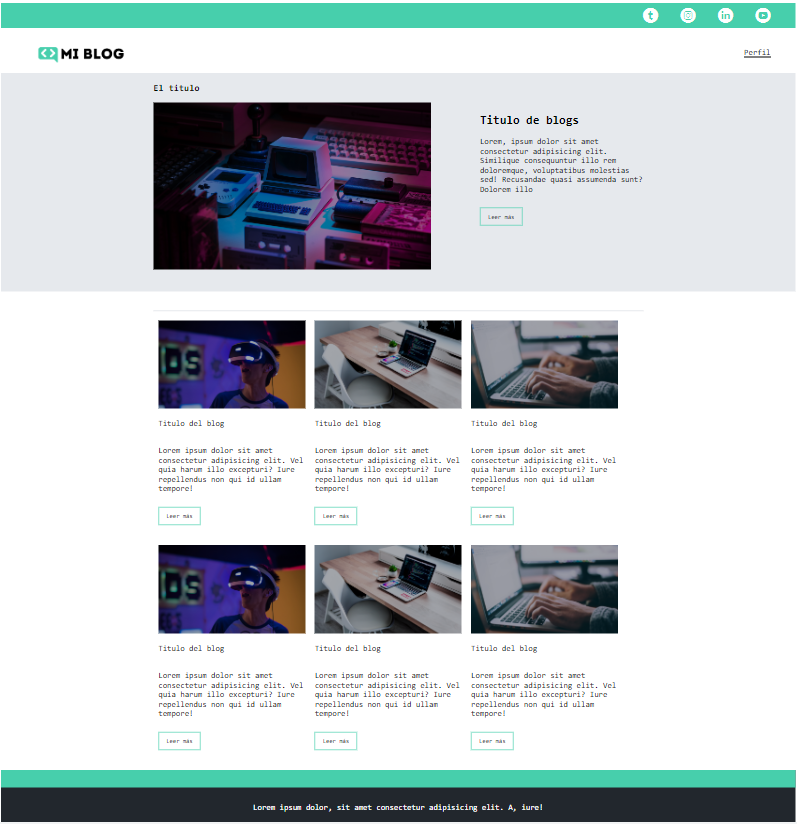 MI BLOG
Perfil
El titulo
Titulo de blogs
Lorem, ipsum dolor sit amet
consectetur adipisicing elit.
Similique consequuntur illo rem
doloremque, voluptatibus molestias
sed! Recusandae quasi assumenda sunt?
Dolorem illo
Leer más
Titulo del blog
Lorem ipsum dolor sit amet
consectetur adipisicing elit. Vel
quia harum illo excepturi? Iure
repellendus non qui id ullam
tempore!
Leer más
Titulo del blog
Lorem ipsum dolor sit amet
consectetur adipisicing elit. Vel
quia harum illo excepturi? Iure
repellendus non qui id ullam
tempore!
Leer más
Titulo del blog
Lorem ipsum dolor sit amet
consectetur adipisicing elit. Vel
quia harum illo excepturi? Iure
repellendus non qui id ullam
tempore!
Leer más
Titulo del blog
Lorem ipsum dolor sit amet
consectetur adipisicing elit. Vel
quia harum illo excepturi? Iure
repellendus non qui id ullam
tempore!
Leer más
Titulo del blog
Lorem ipsum dolor sit amet
consectetur adipisicing elit. Vel
quia harum illo excepturi? Iure
repellendus non qui id ullam
tempore!
Leer más
Titulo del blog
Lorem ipsum dolor sit amet
consectetur adipisicing elit. Vel
quia harum illo excepturi? Iure
repellendus non qui id ullam
tempore!
Leer más
Lorem ipsum dolor, sit amet consectetur adipisicing elit. A, iure!